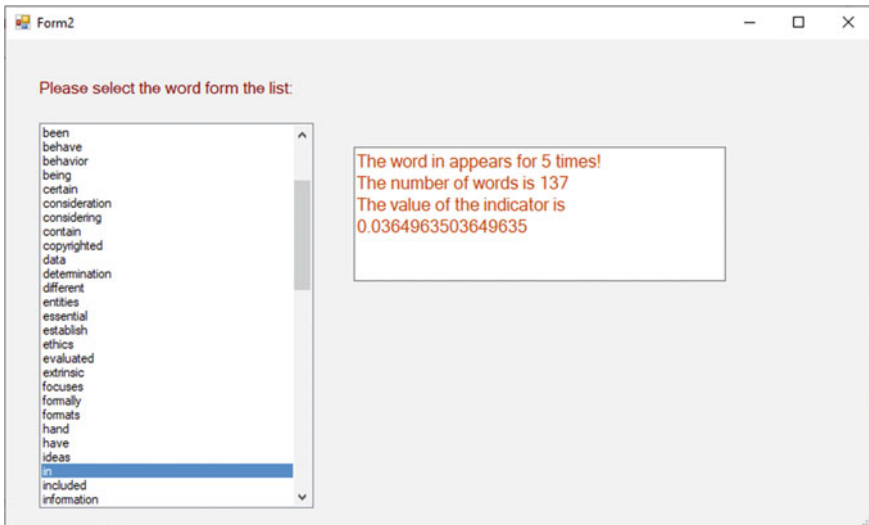 Form2
Please select the word form the list:
been
behave
behavior
being
certain
consideration
considering
contain
copyrighted
data
determination
different
entities
essential
establish
ethics
evaluated
extrinsic
focuses
formally
formats
hand
have
ideas
in
included
information
The word in appears for 5 times!
The number of words is 137
The value of the indicator is
0.0364963503649635